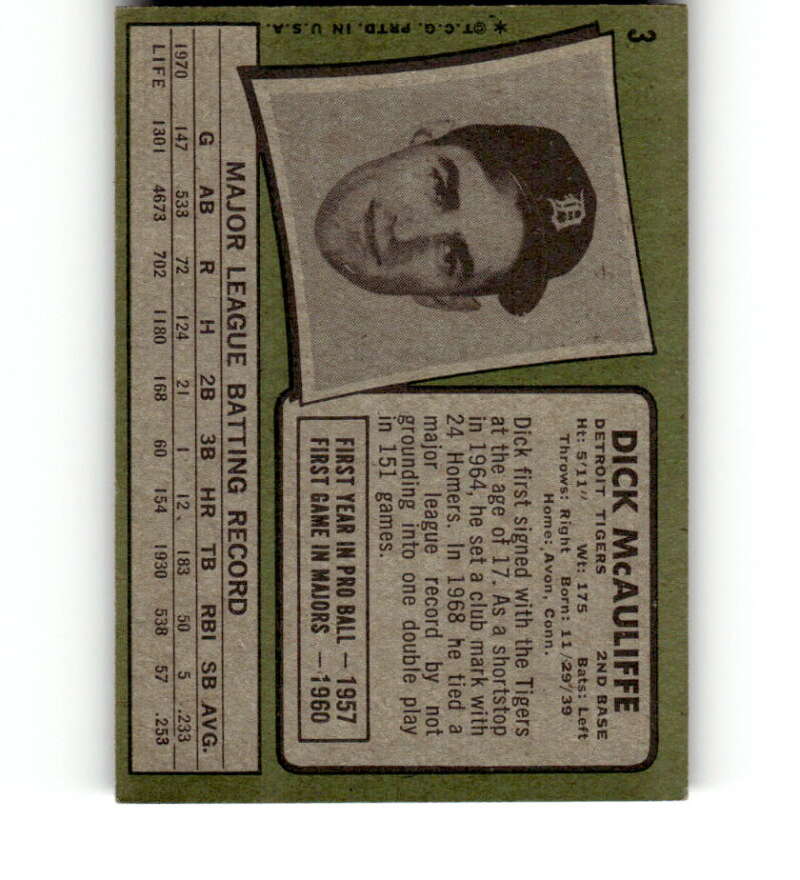 3
DICK McAULIFFE
DETROIT TIGERS 2ND BASE
Ht: 5'11" Wt: 175 Bats: Left
Throws: Right Born: 11/29/39
Home: Avon, Conn.
Dick first signed with the Tigers
at the age of 17. As a shortstop
in 1964, he set a club mark with
24 Homers. In 1968 he tied a
major league record by not
grounding into one double play
in 151 games.
FIRST YEAR IN PRO BALL — 1957
FIRST GAME IN MAJORS — 1960
D
MAJOR LEAGUE BATTING RECORD
G AB R H 2B 3B HR TB RBI SB AVG.
1970 147 533 72 124 21 1 12 183 50 5 .233
LIFE 1301 4673 702 1180 168 60 154 1930 538 57 .253
*©T.C.G. PRTD. IN U.S.A.